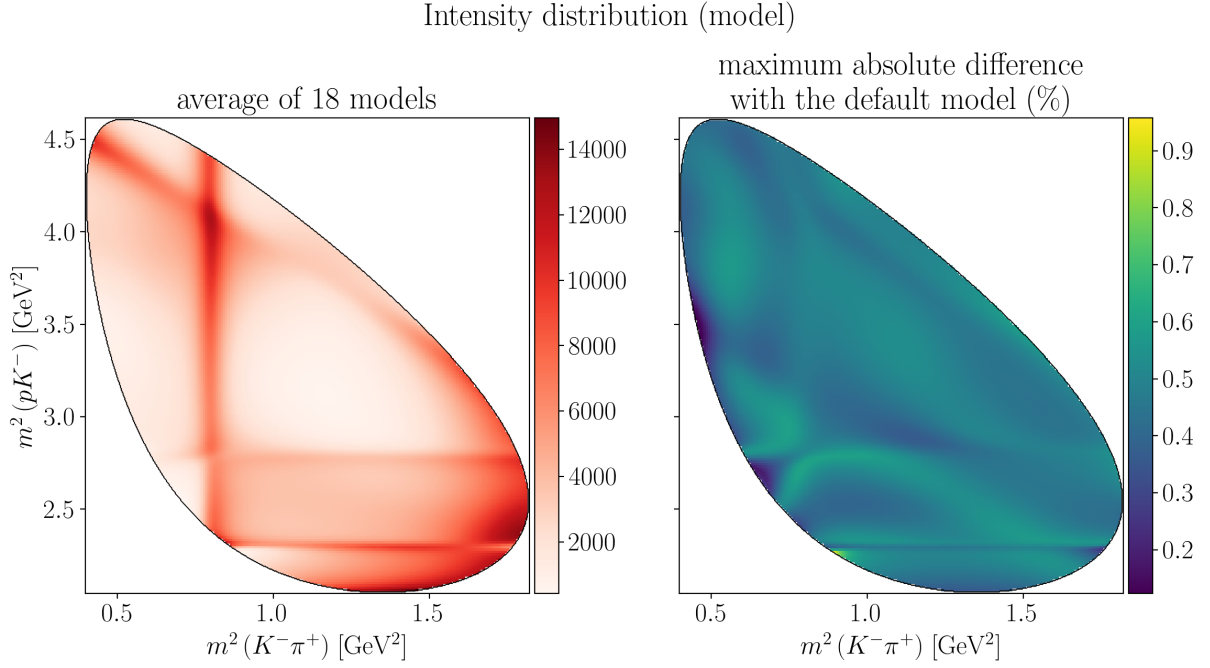 Intensity distribution (model)
average of 18 models
4.5
4.0
3.5
3.0
2.5
m² (pK⁻) [GeV²]
0.5 1.0 1.5
m² (K⁻π⁺) [GeV²]
14000
12000
10000
8000
6000
4000
2000
maximum absolute difference
with the default model (%)
0.5 1.0 1.5
m² (K⁻π⁺) [GeV²]
0.9
0.8
0.7
0.6
0.5
0.4
0.3
0.2